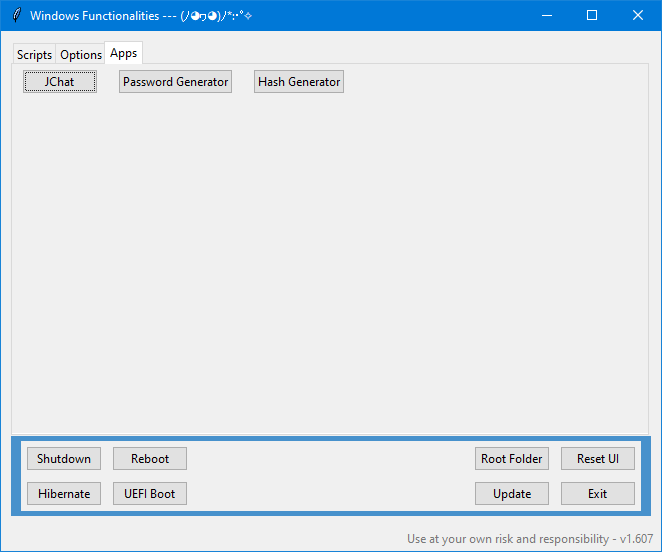 Windows Functionalities --- (ﾉ◕ヮ◕)ﾉ*:･ﾟ✧
Scripts Options Apps
JChat Password Generator Hash Generator
Shutdown Reboot Root Folder Reset UI
Hibernate UEFI Boot Update Exit
Use at your own risk and responsibility - v1.607